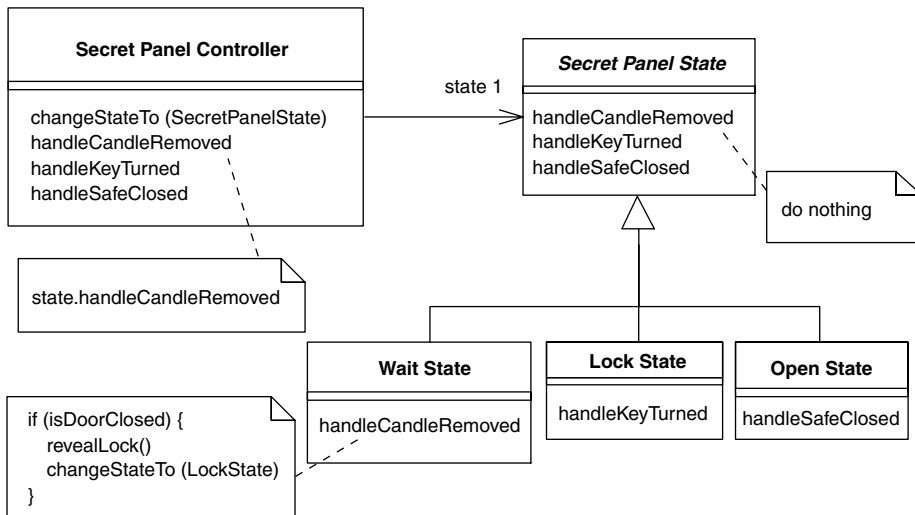 Secret Panel Controller
changeStateTo (SecretPanelState)
handleCandleRemoved
handleKeyTurned
handleSafeClosed
state 1
Secret Panel State
handleCandleRemoved
handleKeyTurned
handleSafeClosed
do nothing
state.handleCandleRemoved
Wait State
handleCandleRemoved
Lock State
handleKeyTurned
Open State
handleSafeClosed
if (isDoorClosed) {
revealLock()
changeStateTo (LockState)
}